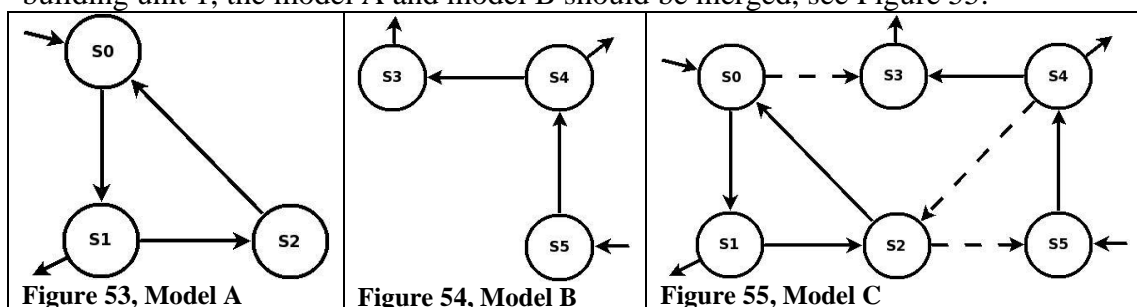 building unit 1, the model A and model B should be merged, see Figure 55.
S0
S1
S2
Figure 53, Model A
S3
S4
S5
Figure 54, Model B
S0
S3
S4
S1
S2
S5
Figure 55, Model C